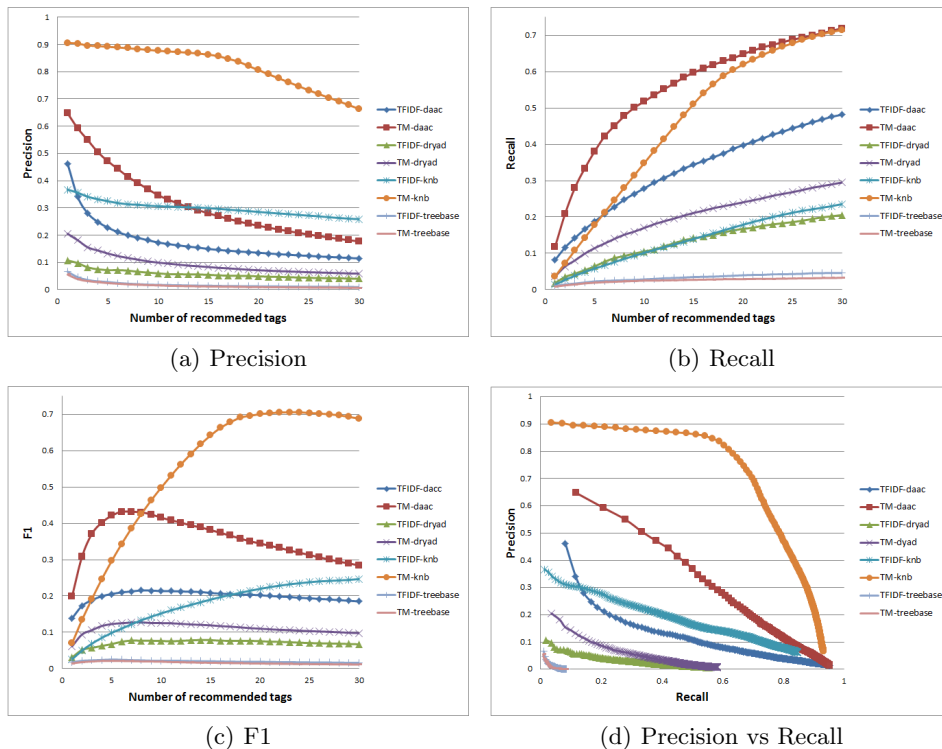 1
0.9
0.8
0.7
0.6
0.5
0.4
0.3
0.2
0.1
0
0 5 10 15 20 25 30
Precision
Number of recommeded tags
TFIDF-daac
TM-daac
TFIDF-dryad
TM-dryad
TFIDF-knb
TM-knb
TFIDF-treebase
TM-treebase
(a) Precision
0.7
0.6
0.5
0.4
0.3
0.2
0.1
0
0 5 10 15 20 25 30
Recall
Number of recommended tags
TFIDF-daac
TM-daac
TFIDF-dryad
TM-dryad
TFIDF-knb
TM-knb
TFIDF-treebase
TM-treebase
(b) Recall
0.7
0.6
0.5
0.4
0.3
0.2
0.1
0
0 5 10 15 20 25 30
F1
Number of recommended tags
TFIDF-dacc
TM-daac
TFIDF-dryad
TM-dryad
TFIDF-knb
TM-knb
TFIDF-treebase
TM-treebase
(c) F1
1
0.9
0.8
0.7
0.6
0.5
0.4
0.3
0.2
0.1
0
0 0.2 0.4 0.6 0.8 1
Precision
Recall
TFIDF-daac
TM-daac
TFIDF-dryad
TM-dyad
TFIDF-knb
TM-knb
TFIDF-treebase
TM-treebase
(d) Precision vs Recall